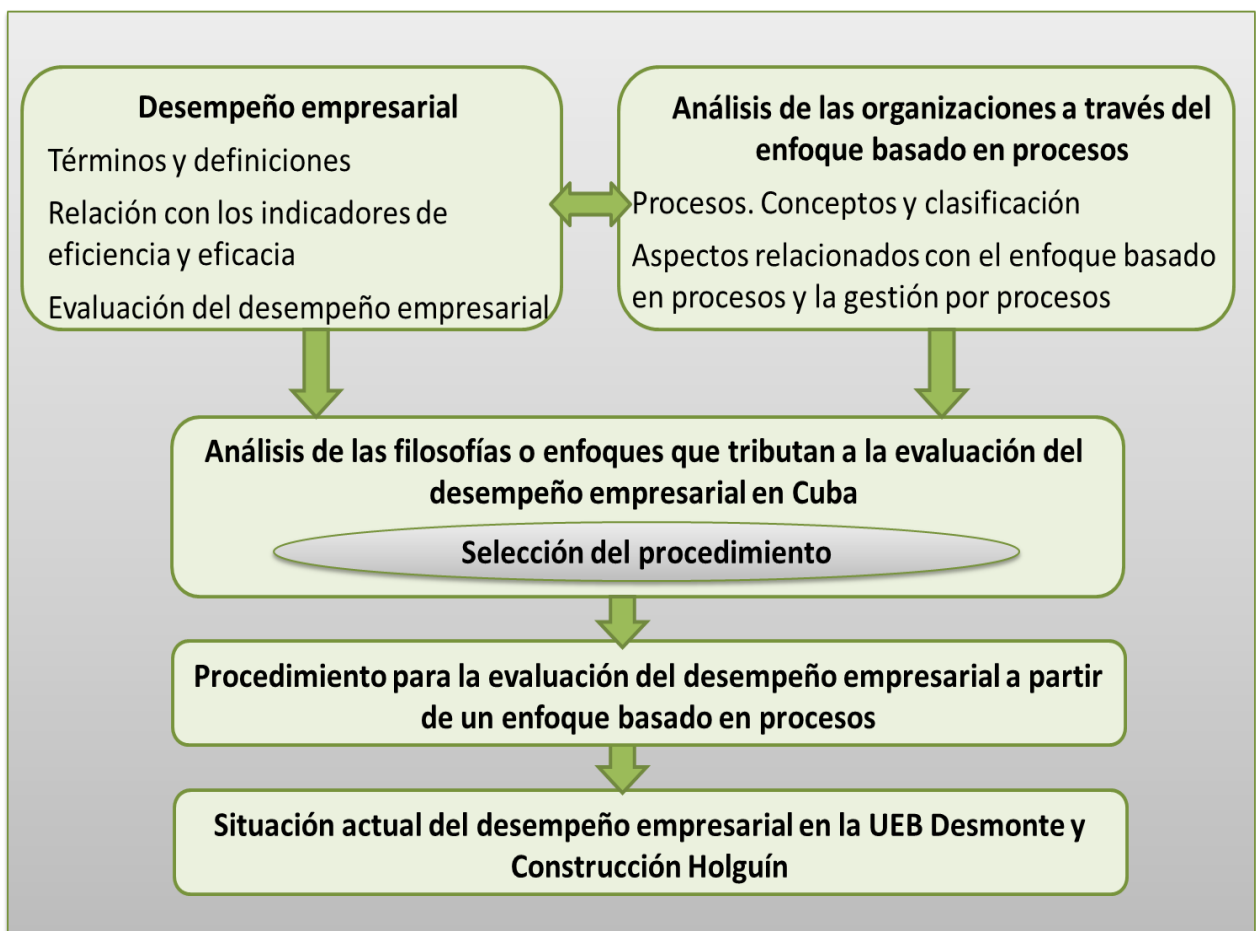 Desempeño empresarial
Términos y definiciones
Relación con los indicadores de
eficiencia y eficacia
Evaluación del desempeño empresarial
Análisis de las organizaciones a través del
enfoque basado en procesos
Procesos. Conceptos y clasificación
Aspectos relacionados con el enfoque basado
en procesos y la gestión por procesos
Análisis de las filosofías o enfoques que tributan a la evaluación del
desempeño empresarial en Cuba
Selección del procedimiento
Procedimiento para la evaluación del desempeño empresarial a partir
de un enfoque basado en procesos
Situación actual del desempeño empresarial en la UEB Desmonte y
Construcción Holguín